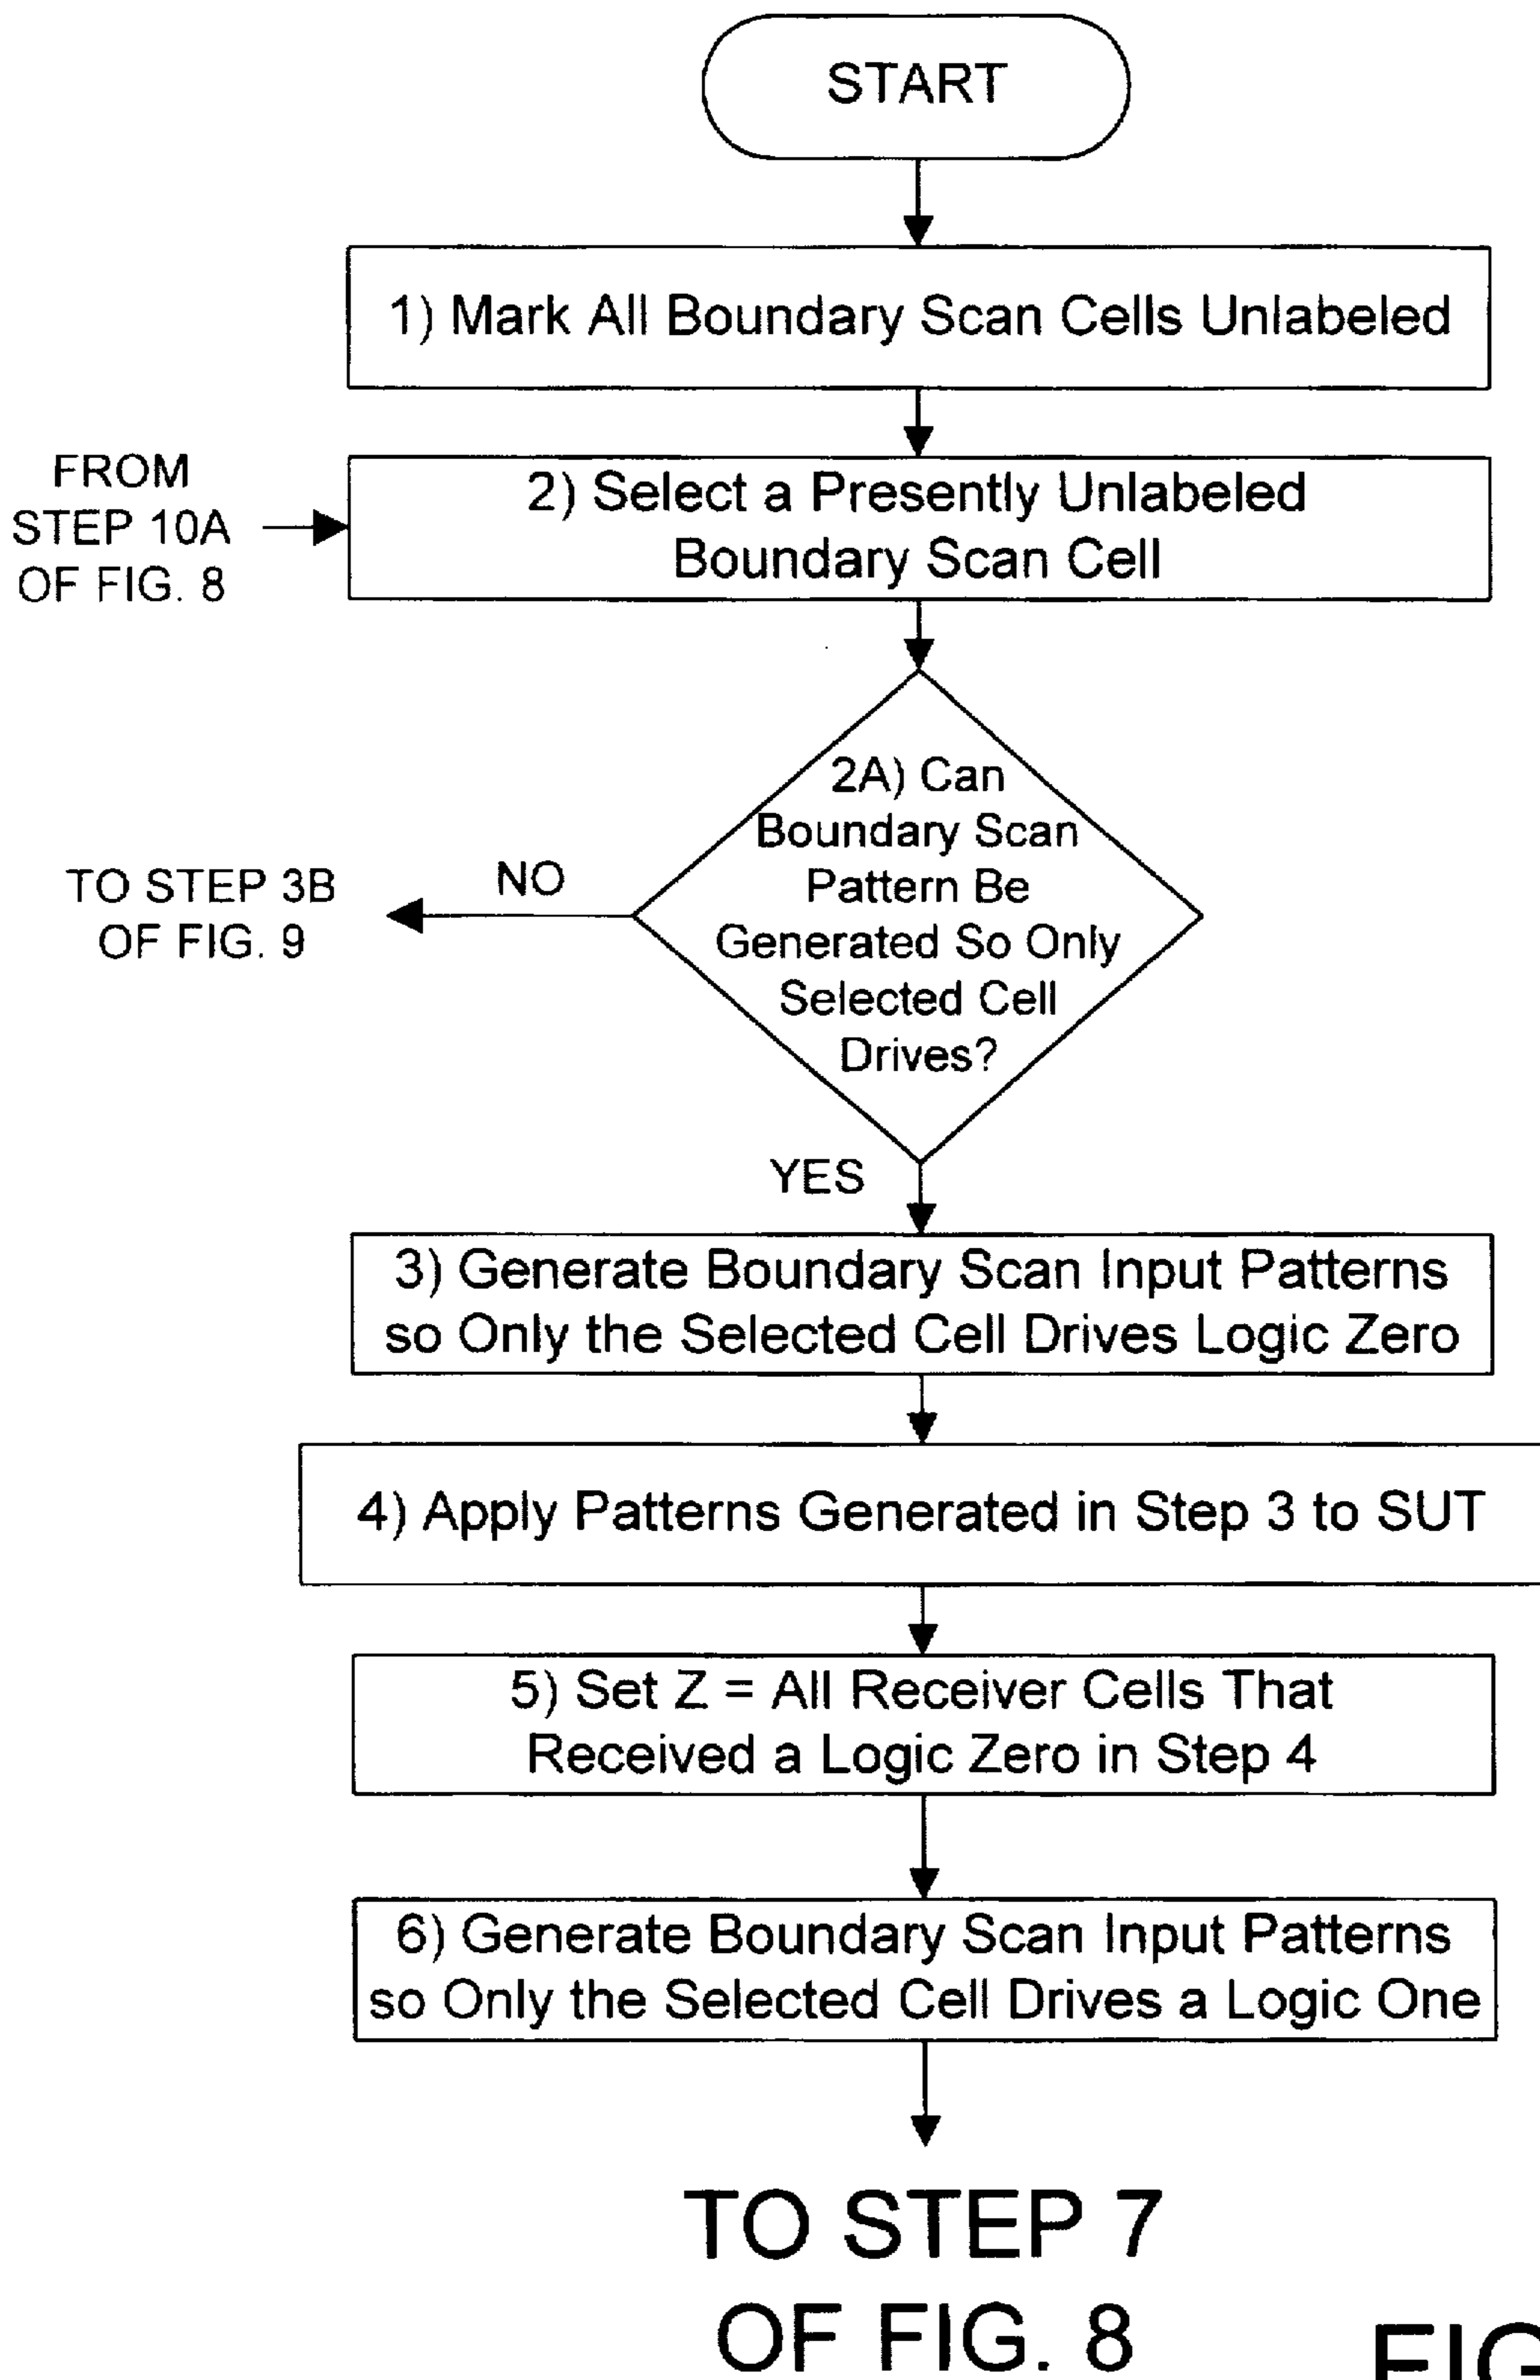 START
1) Mark All Boundary Scan Cells Unlabeled
FROM
STEP 10A
OF FIG. 8
2) Select a Presently Unlabeled
Boundary Scan Cell
2A) Can
Boundary Scan
Pattern Be
Generated So Only
Selected Cell
Drives?
NO
TO STEP 3B
OF FIG. 9
YES
3) Generate Boundary Scan Input Patterns
so Only the Selected Cell Drives Logic Zero
4) Apply Patterns Generated in Step 3 to SUT
5) Set Z = All Receiver Cells That
Received a Logic Zero in Step 4
6) Generate Boundary Scan Input Patterns
so Only the Selected Cell Drives a Logic One
TO STEP 7
OF FIG. 8
FIG